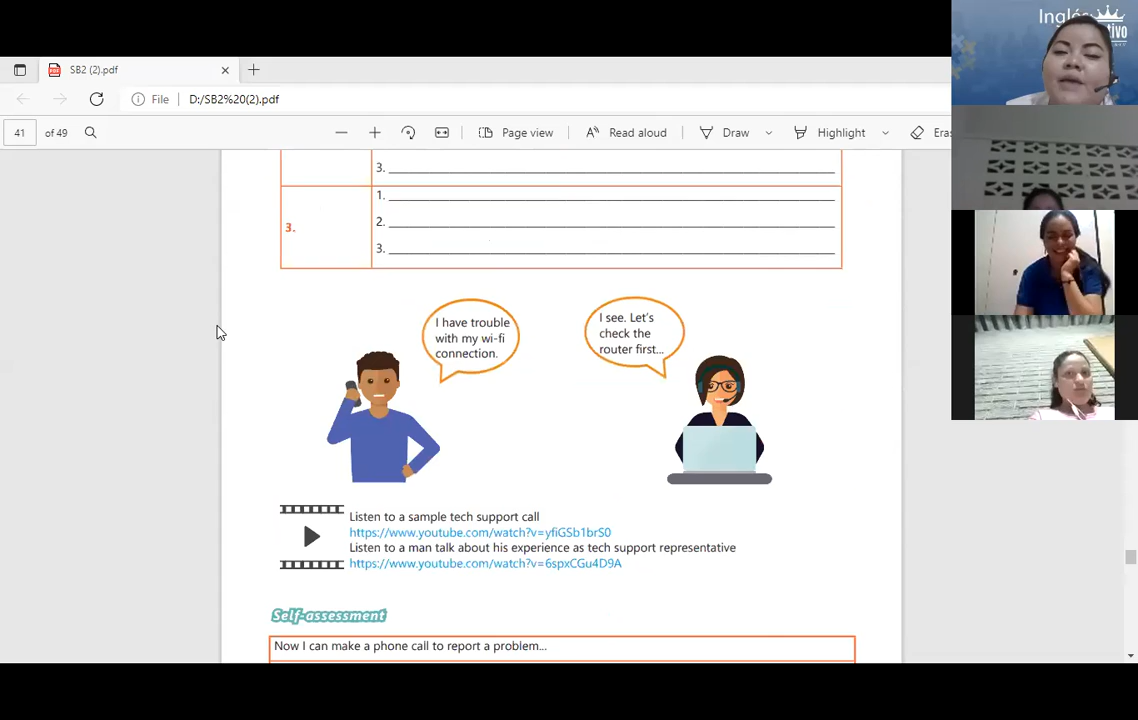 SB2 (2).pdf
File D:/SB2%20(2).pdf
41 of 49 Page view Read aloud Draw Highlight Eras
3.
1.
3. 2.
3.
I have trouble
with my wi-fi
connection.
I see. Let's
check the
router first...
Listen to a sample tech support call
https://www.youtube.com/watch?v=yfiGSb1brS0
Listen to a man talk about his experience as tech support representative
https://www.youtube.com/watch?v=6spxCGu4D9A
Self-assessment
Now I can make a phone call to report a problem...
Inglés
tivo